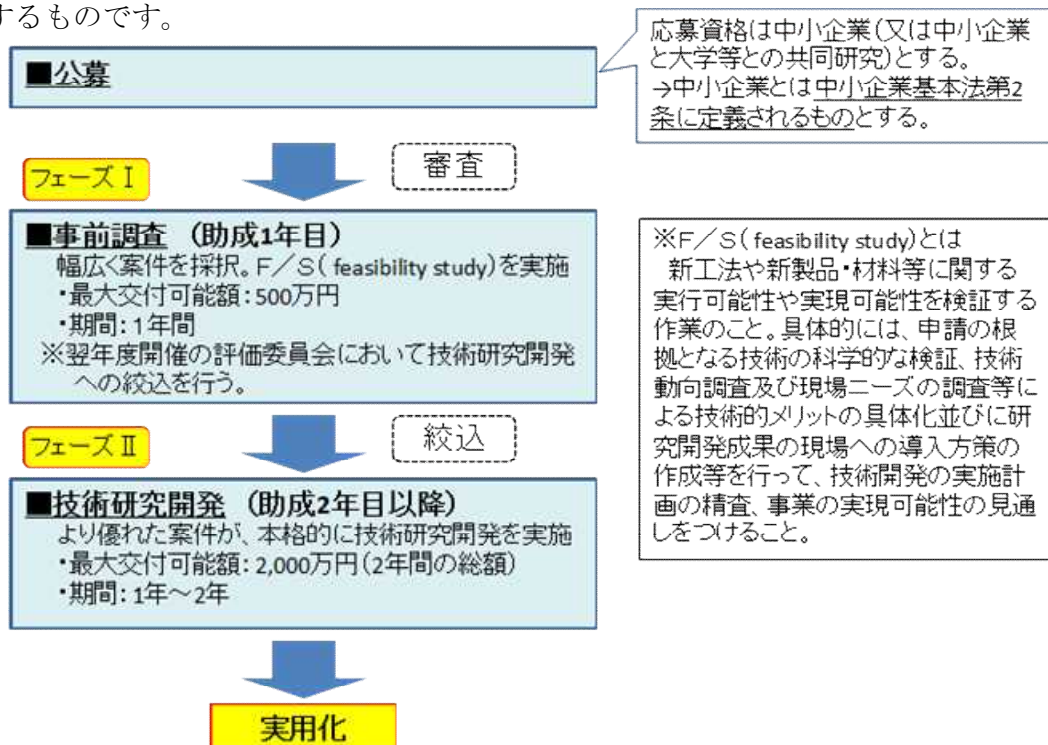 するものです。
応募資格は中小企業(又は中小企業
と大学等との共同研究)とする。
→中小企業とは中小企業基本法第2
条に定義されるものとする。
■公募
フェーズⅠ
審査
■事前調査 (助成1年目)
幅広く案件を採択。F/S( feasibility study)を実施
・最大交付可能額:500万円
・期間:1年間
※翌年度開催の評価委員会において技術研究開発
への絞込を行う。
※F/S( feasibility study)とは
新工法や新製品・材料等に関する
実行可能性や実現可能性を検証する
作業のこと。具体的には、申請の根
拠となる技術の科学的な検証、技術
動向調査及び現場ニーズの調査等に
よる技術的メリットの具体化並びに研
究開発成果の現場への導入方策の
作成等を行って、技術開発の実施計
画の精査、事業の実現可能性の見通
しをつけること。
フェーズⅡ
絞込
■技術研究開発 (助成2年目以降)
より優れた案件が、本格的に技術研究開発を実施
・最大交付可能額:2,000万円(2年間の総額)
・期間:1年~2年
実用化